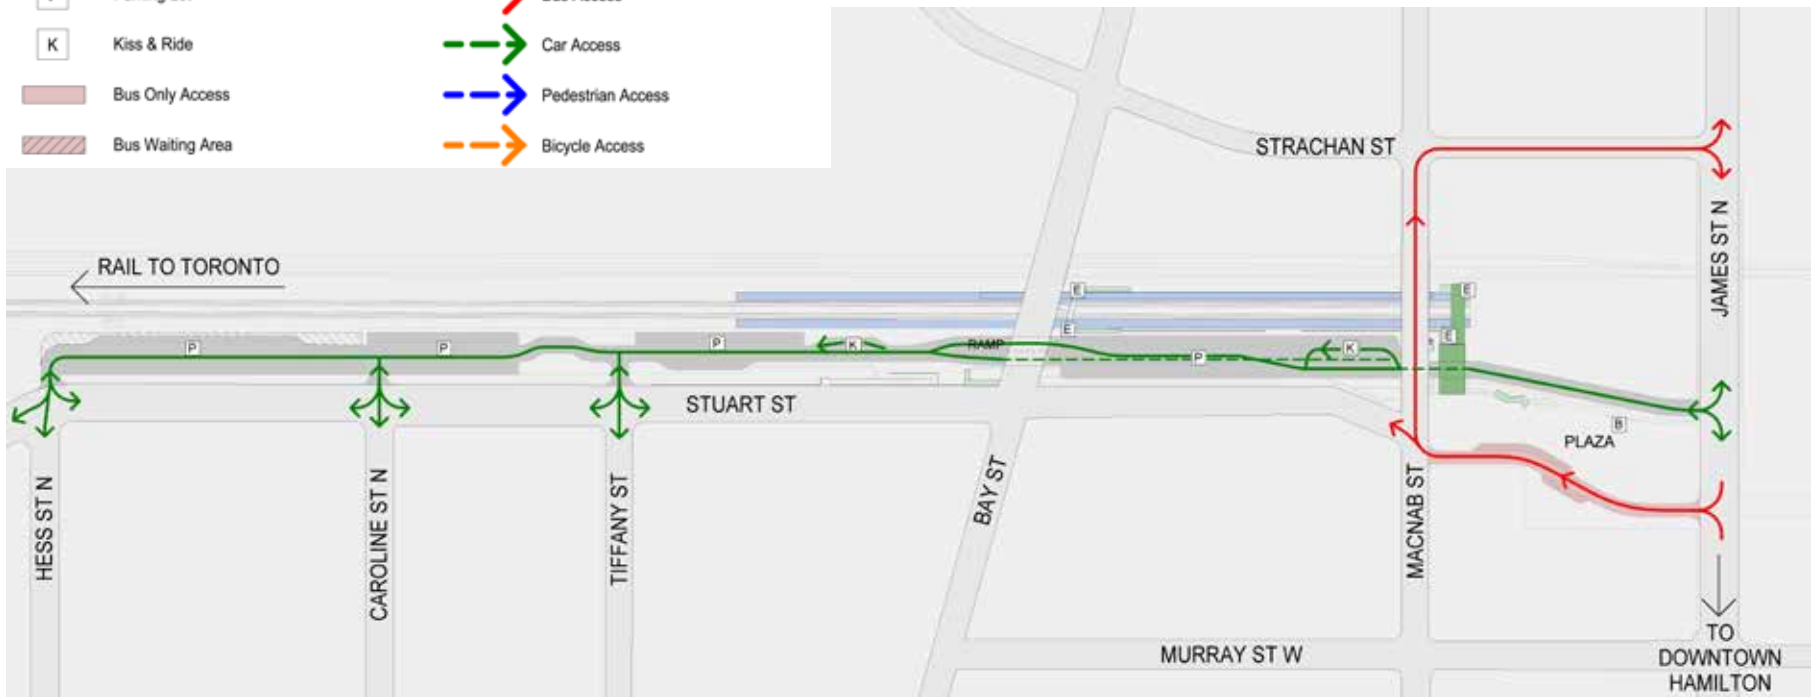 K Kiss & Ride
Car Access
Bus Only Access
Pedestrian Access
Bus Waiting Area
Bicycle Access
STRACHAN ST
JAMES ST N
RAIL TO TORONTO
E
E
E
E
P
P
P
K
RAMP
P
K
STUART ST
B
PLAZA
HESS ST N
CAROLINE ST N
TIFFANY ST
BAY ST
MACNAB ST
MURRAY ST W
TO
DOWNTOWN
HAMILTON